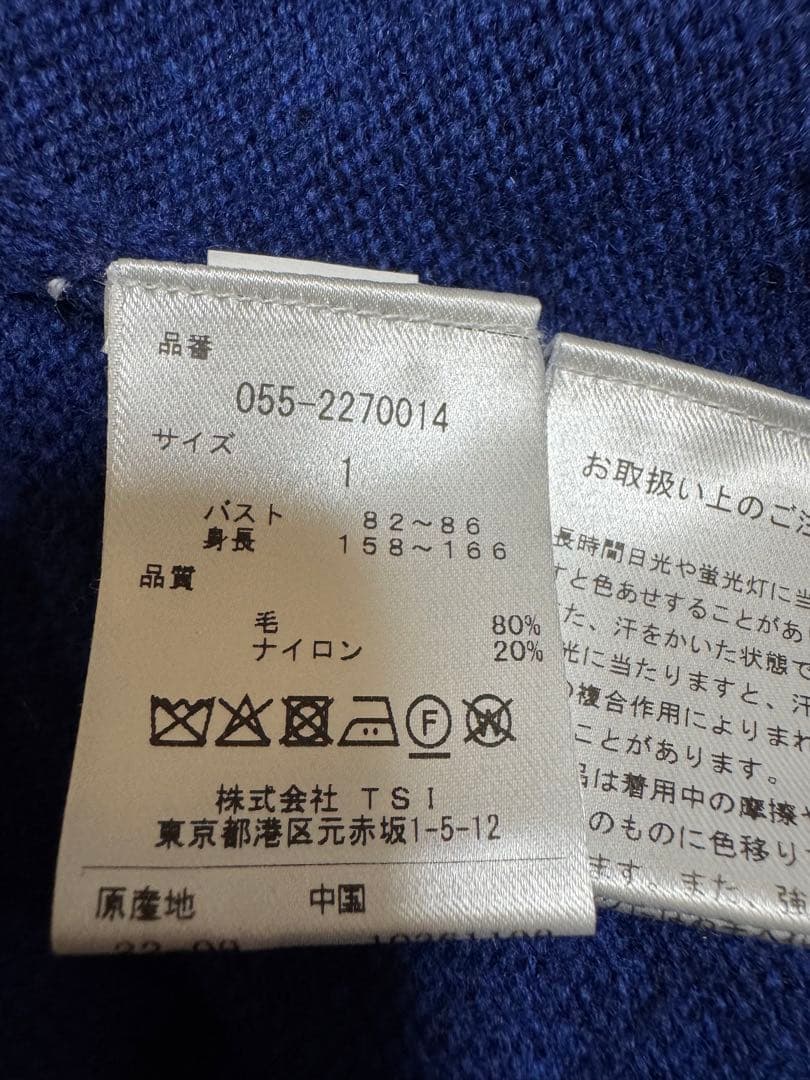 品番
055-2270014
サイズ
1
バスト 82～86
身長 158～166
品質
毛 80%
ナイロン 20%
F W
株式会社 TSI
東京都港区元赤坂1-5-12
原産地 中国
お取扱い上のご注
長時間日光や蛍光灯に当
すと色あせすることがあ
た、汗をかいた状態で
光に当たりますと、汗
の複合作用によりまれ
ことがあります。
品は着用中の摩擦や
のものに色移り
ます。また、強